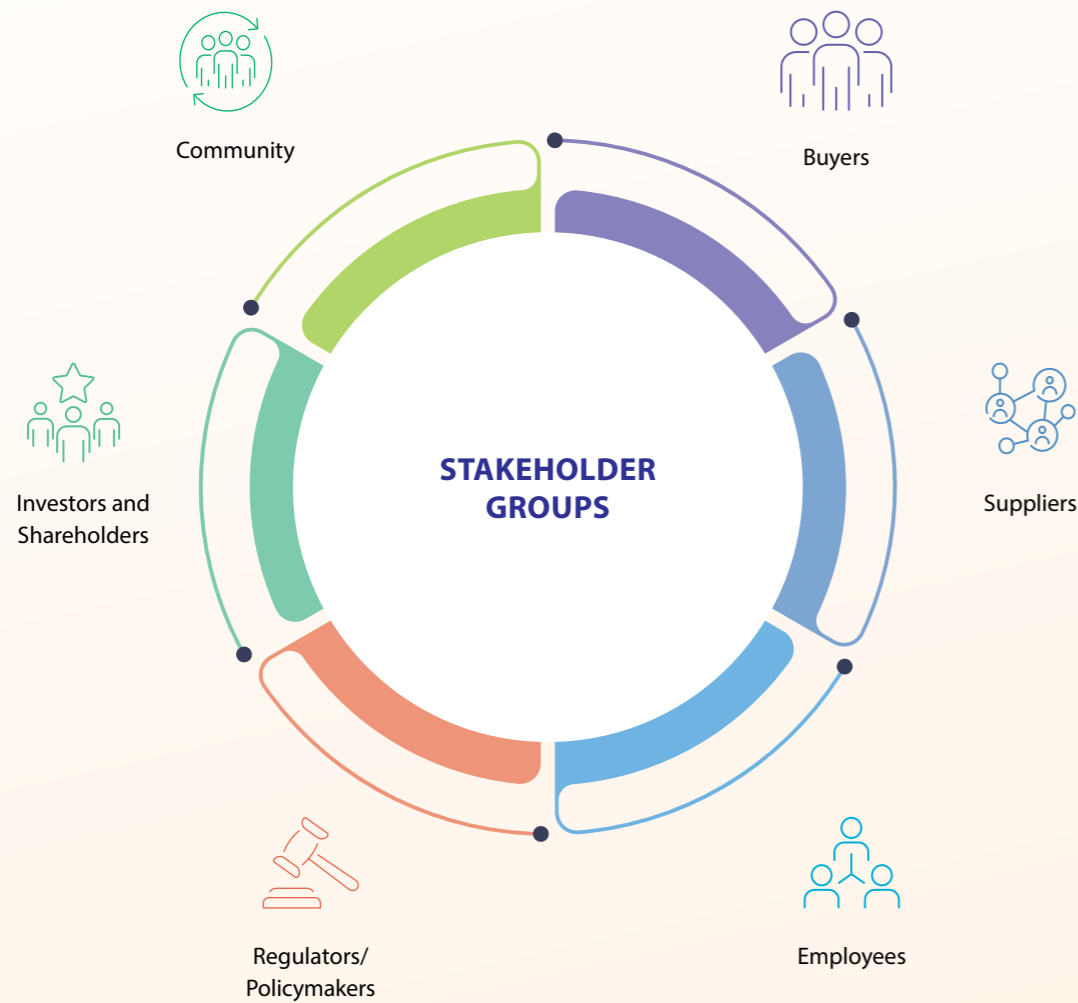 Community
Buyers
Investors and
Shareholders
STAKEHOLDER
GROUPS
Suppliers
Regulators/
Policymakers
Employees